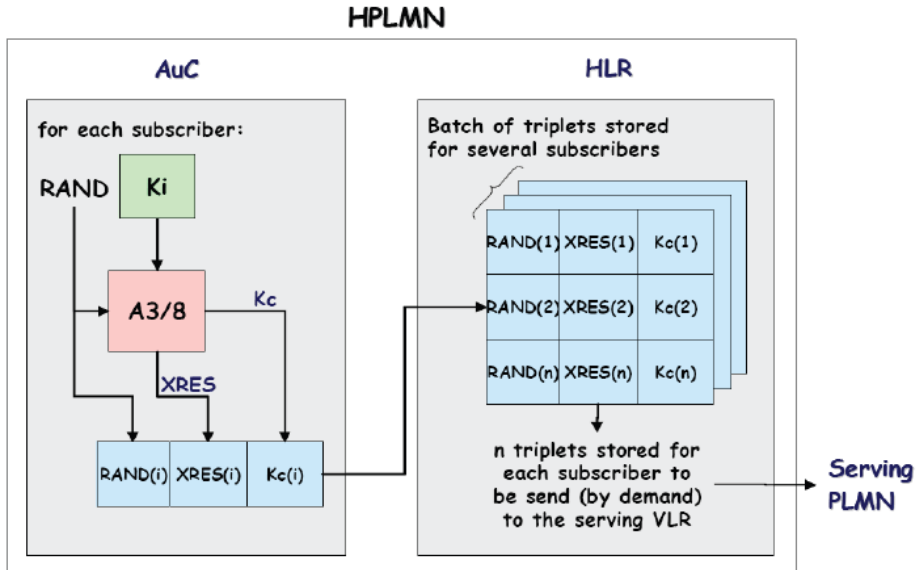 HPLMN
AuC
HLR
for each subscriber:
RAND
Ki
A3/8
Kc
XRES
RAND(i)
XRES(i)
Kc(i)
Batch of triplets stored
for several subscribers
RAND(1) XRES(1) Kc(1)
RAND(2) XRES(2) Kc(2)
RAND(n) XRES(n) Kc(n)
n triplets stored for
each subscriber to
be send (by demand)
to the serving VLR
Serving
PLMN